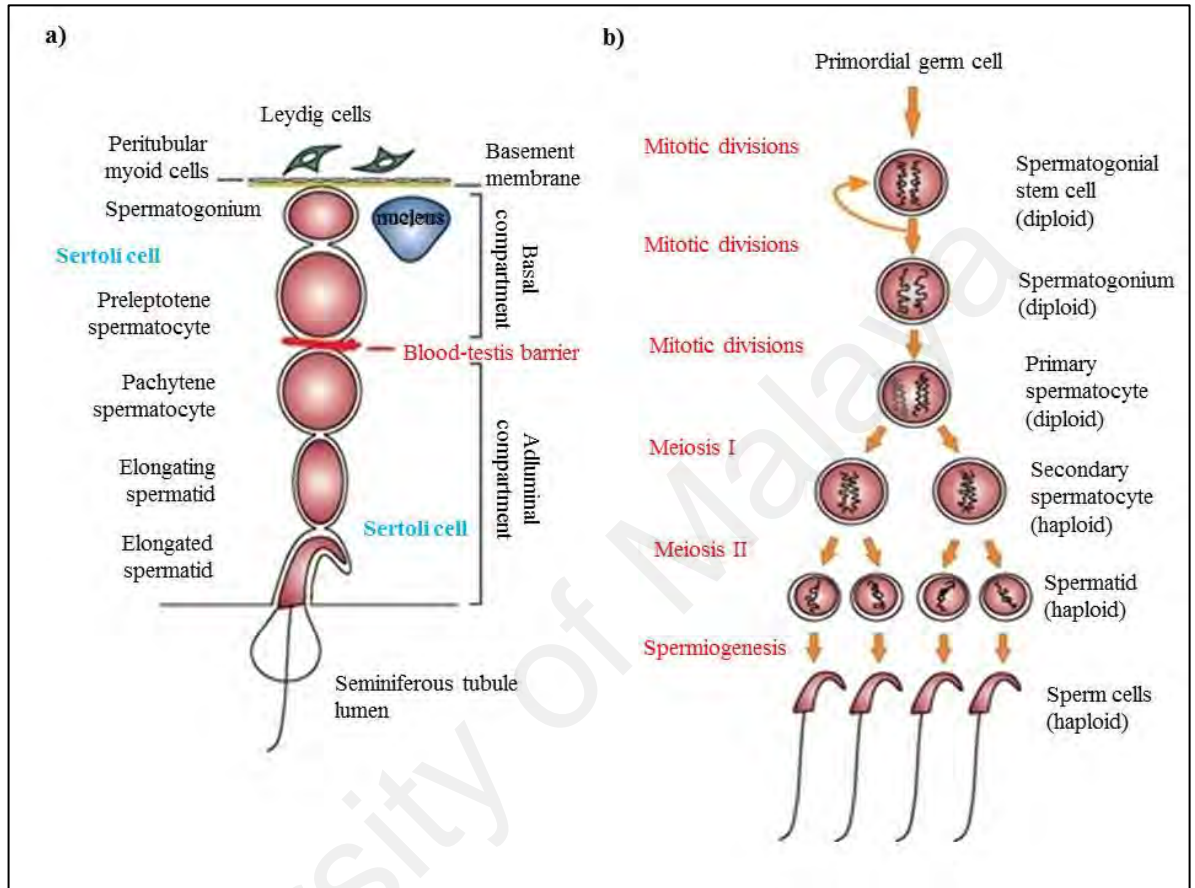 a)
Leydig cells
Peritubular
myoid cells
Basement
membrane
Spermatogonium
nucleus
Sertoli cell
Basal
compartment
Preleptotene
spermatocyte
Blood-testis barrier
Pachytene
spermatocyte
Adluminal
compartment
Elongating
spermatid
Sertoli cell
Elongated
spermatid
Seminiferous tubule
lumen
b)
Primordial germ cell
Mitotic divisions
Spermatogonial
stem cell
(diploid)
Mitotic divisions
Spermatogonium
(diploid)
Mitotic divisions
Primary
spermatocyte
(diploid)
Meiosis I
Secondary
spermatocyte
(haploid)
Meiosis II
Spermatid
(haploid)
Spermiogenesis
Sperm cells
(haploid)
rsity of Malaya